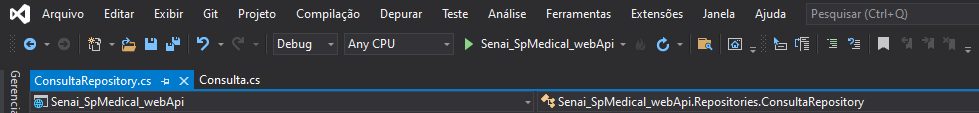 Arquivo Editar Exibir Git Projeto Compilação Depurar Teste Análise Ferramentas Extensões Janela Ajuda Pesquisar (Ctrl+Q)
Debug Any CPU Senai_SpMedical_webApi
ConsultaRepository.cs Consulta.cs
Senai_SpMedical_webApi Senai_SpMedical_webApi.Repositories.ConsultaRepository